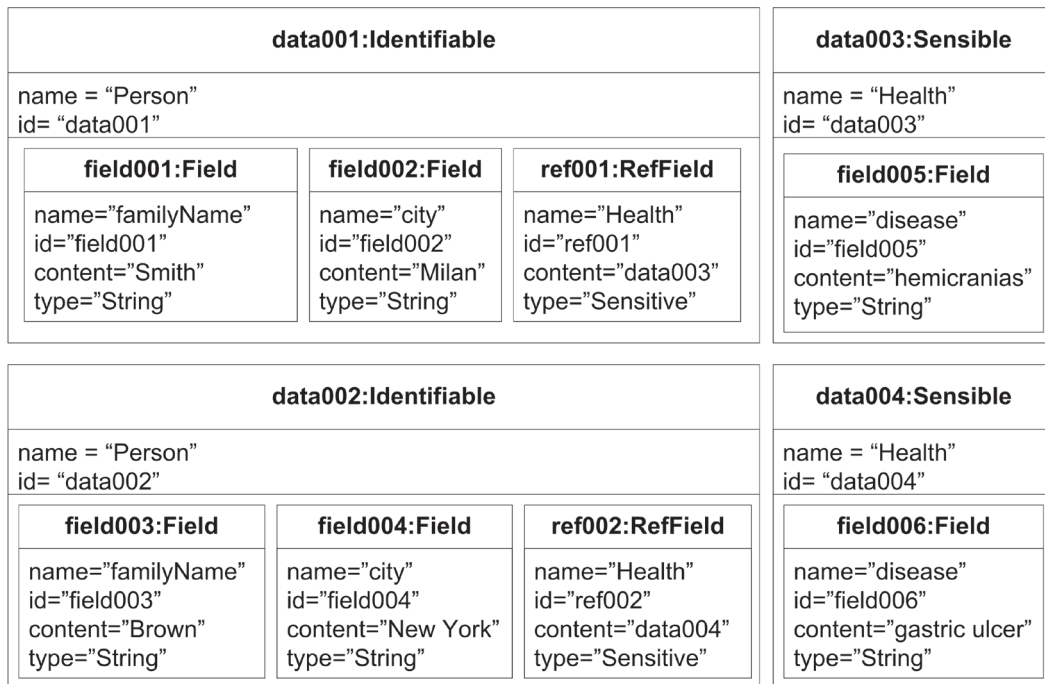 data001:Identifiable
name = “Person”
id= “data001”
field001:Field
name=”familyName”
id=”field001”
content=”Smith”
type=”String”
field002:Field
name=”city”
id=”field002”
content=”Milan”
type=”String”
ref001:RefField
name=”Health”
id=”ref001”
content=”data003”
type=”Sensitive”
data003:Sensible
name = “Health”
id= “data003”
field005:Field
name=”disease”
id=”field005”
content=”hemicranias”
type=”String”
data002:Identifiable
name = “Person”
id= “data002”
field003:Field
name=”familyName”
id=”field003”
content=”Brown”
type=”String”
field004:Field
name=”city”
id=”field004”
content=”New York”
type=”String”
ref002:RefField
name=”Health”
id=”ref002”
content=”data004”
type=”Sensitive”
data004:Sensible
name = “Health”
id= “data004”
field006:Field
name=”disease”
id=”field006”
content=”gastric ulcer”
type=”String”